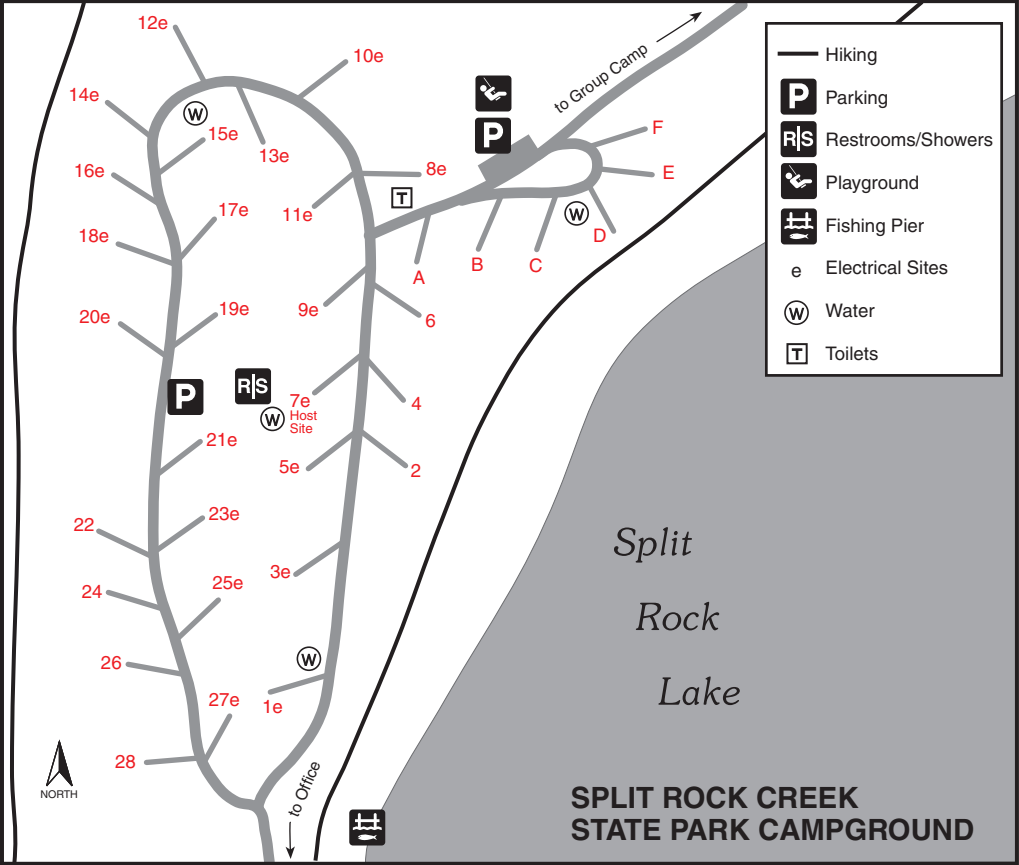 12e
10e
to Group Camp
14e
W
15e
13e
P
F
16e
8e
E
T
11e
17e
W
18e
D
A
B
C
9e
6
20e
19e
P
R|S
7e
Host
Site
W
4
21e
5e
2
22
23e
3e
24
25e
W
26
27e
1e
28
NORTH
to Office
Hiking
P Parking
R|S Restrooms/Showers
Playground
Fishing Pier
e Electrical Sites
W Water
T Toilets
Split
Rock
Lake
SPLIT ROCK CREEK
STATE PARK CAMPGROUND